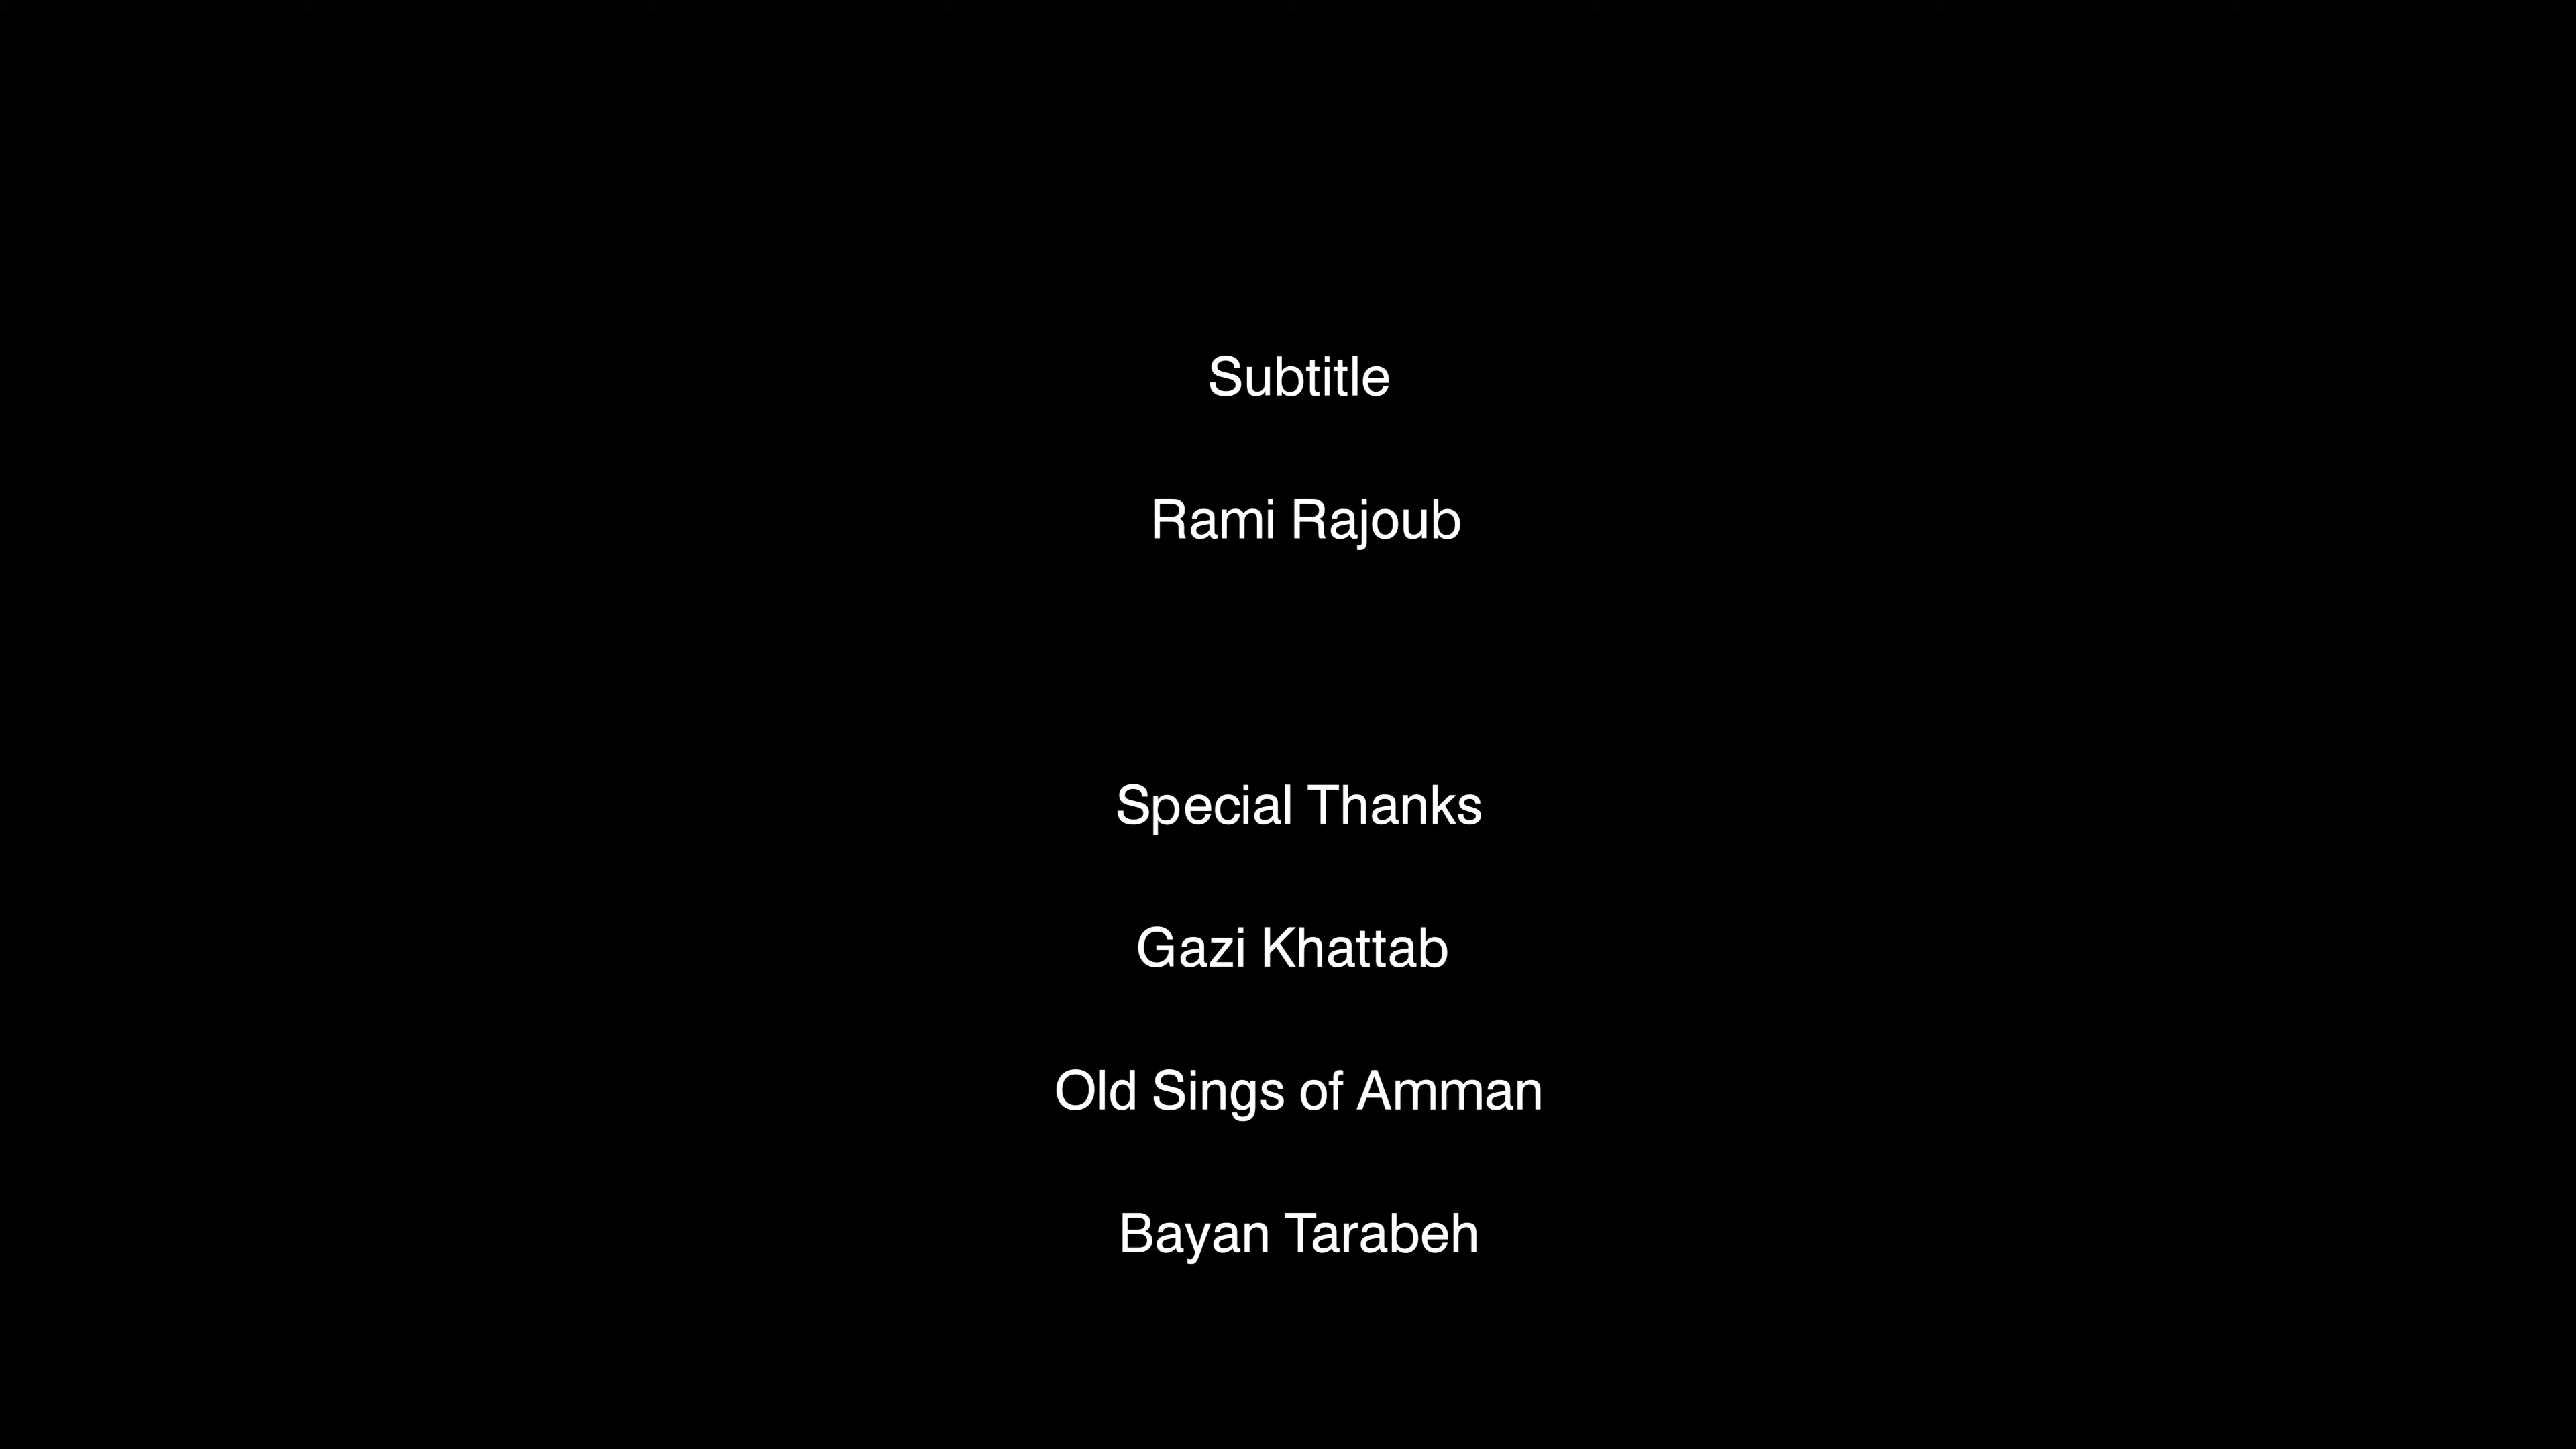 Subtitle
Rami Rajoub
Special Thanks
Gazi Khattab
Old Sings of Amman
Bayan Tarabeh